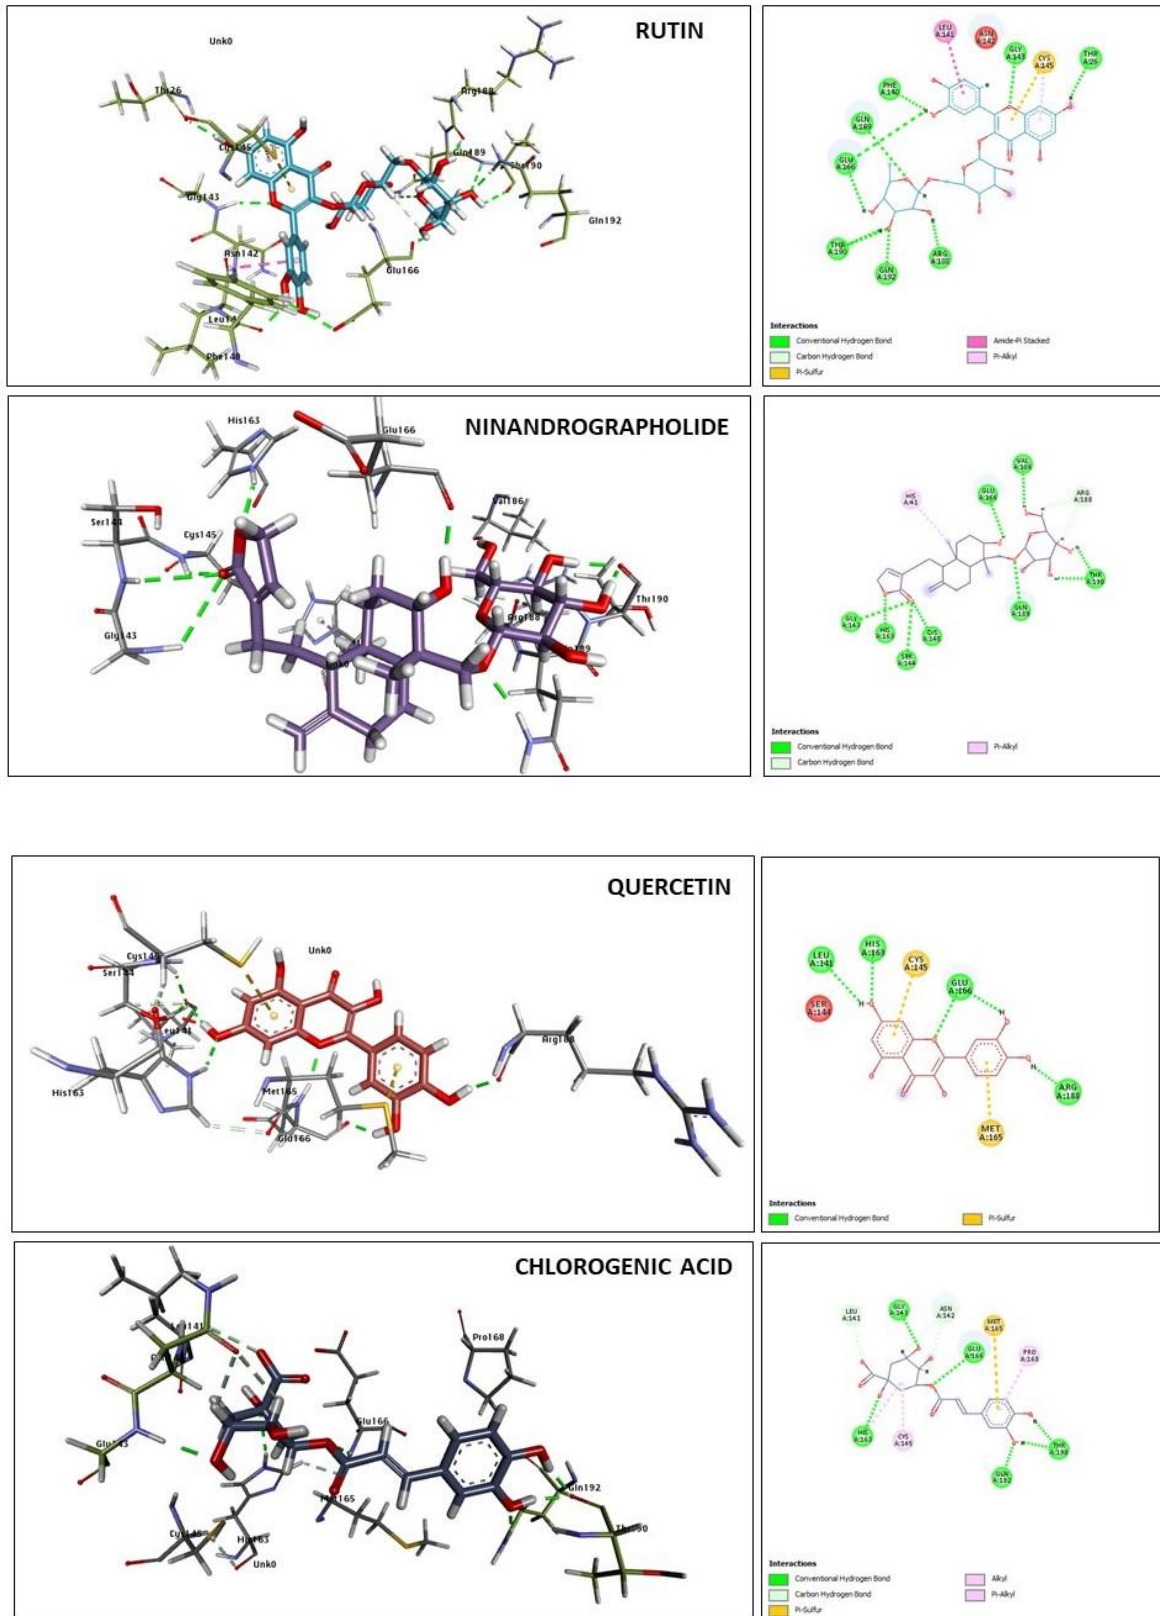 RUTIN
Unk0
Thr26
Arg188
Cys145
Gln189
Gly143
Gln192
Asn142
Glu166
Phe140
LEU
A:141
ASN
A:142
GLY
A:143
CYS
A:145
THR
A:26
PHE
A:140
GLN
A:189
GLU
A:166
THR
A:190
GLN
A:192
ARG
A:188
Interactions
Conventional Hydrogen Bond
Carbon Hydrogen Bond
Pi-Sulfur
Amide-Pi Stacked
Pi-Alkyl
NINANDROGRAPHOLIDE
His163
Glu166
Ser144
Cys145
Val186
Thr190
Gly143
HIS
A:41
GLU
A:166
VAL
A:186
ARG
A:188
THR
A:190
GLN
A:189
GLY
A:143
HIS
A:163
SER
A:144
CYS
A:145
Interactions
Conventional Hydrogen Bond
Carbon Hydrogen Bond
Pi-Alkyl
QUERCETIN
Unk0
Ser144
His163
Met165
Glu166
Arg188
LEU
A:141
HIS
A:163
CYS
A:145
GLU
A:166
SER
A:144
ARG
A:188
MET
A:165
Interactions
Conventional Hydrogen Bond
Pi-Sulfur
CHLOROGENIC ACID
Pro168
Glu166
Gln192
His163
Unk0
LEU
A:141
ASN
A:142
MET
A:165
GLU
A:166
PRO
A:168
HIS
A:163
CYS
A:145
GLN
A:192
THR
A:190
Interactions
Conventional Hydrogen Bond
Carbon Hydrogen Bond
Pi-Sulfur
Alkyl
Pi-Alkyl